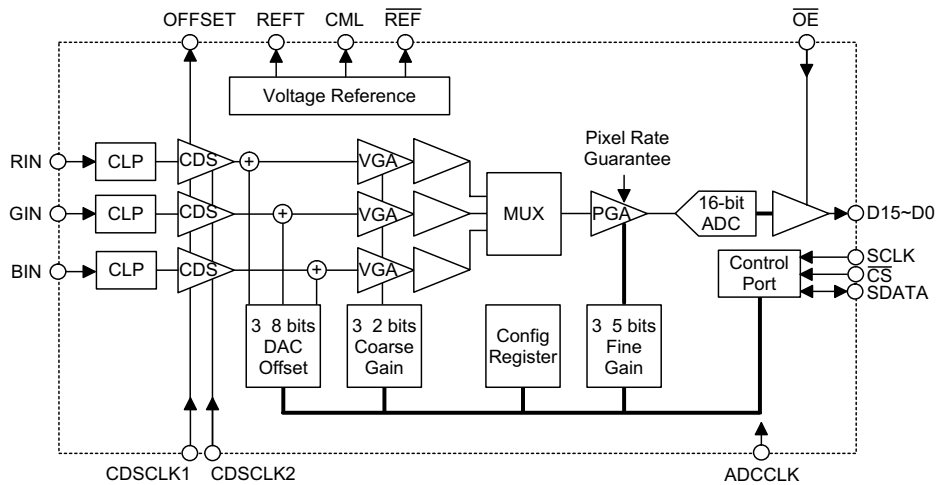 OFFSET REFT CML REF OE
Voltage Reference
RIN CLP CDS + VGA
Pixel Rate
Guarantee
GIN CLP CDS + VGA MUX PGA 16-bit
ADC D15~D0
BIN CLP CDS + VGA
Control
Port
SCLK
CS
SDATA
3 8 bits
DAC
Offset
3 2 bits
Coarse
Gain
Config
Register
3 5 bits
Fine
Gain
CDSCLK1 CDSCLK2 ADCCLK